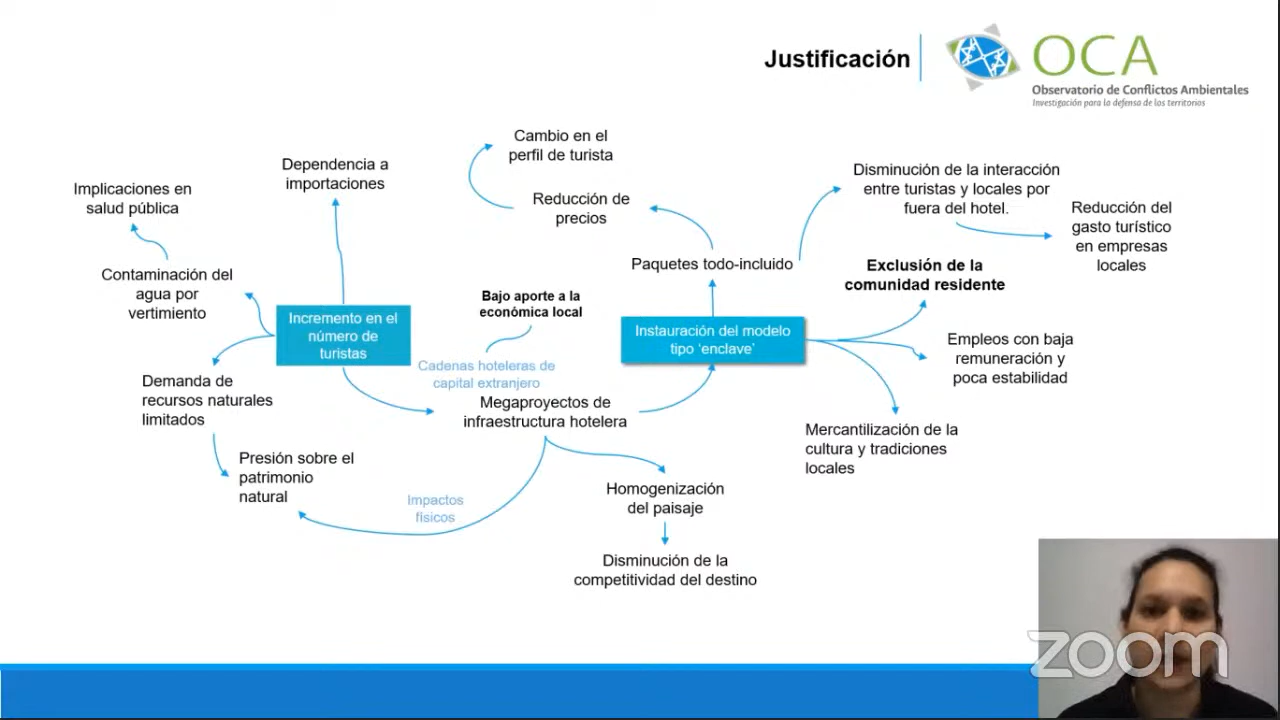 Justificación
OCA
Observatorio de Conflictos Ambientales
Investigación para la defensa de los territorios
Cambio en el
perfil de turista
Dependencia a
importaciones
Implicaciones en
salud pública
Reducción de
precios
Disminución de la interacción
entre turistas y locales por
fuera del hotel.
Reducción del
gasto turístico
en empresas
locales
Contaminación del
agua por
vertimiento
Paquetes todo-incluido
Exclusión de la
comunidad residente
Bajo aporte a la
económica local
Incremento en el
número de
turistas
Instauración del modelo
tipo ‘enclave’
Empleos con baja
remuneración y
poca estabilidad
Cadenas hoteleras de
capital extranjero
Demanda de
recursos naturales
limitados
Megaproyectos de
infraestructura hotelera
Mercantilización de la
cultura y tradiciones
locales
Presión sobre el
patrimonio
natural
Impactos
físicos
Homogenización
del paisaje
Disminución de la
competitividad del destino
zoom